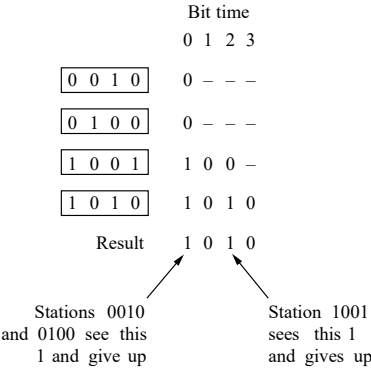 Bit time
0 1 2 3
0 0 1 0 0 – – –
0 1 0 0 0 – – –
1 0 0 1 1 0 0 –
1 0 1 0 1 0 1 0
Result 1 0 1 0
Stations 0010
and 0100 see this
1 and give up
Station 1001
sees this 1
and gives up